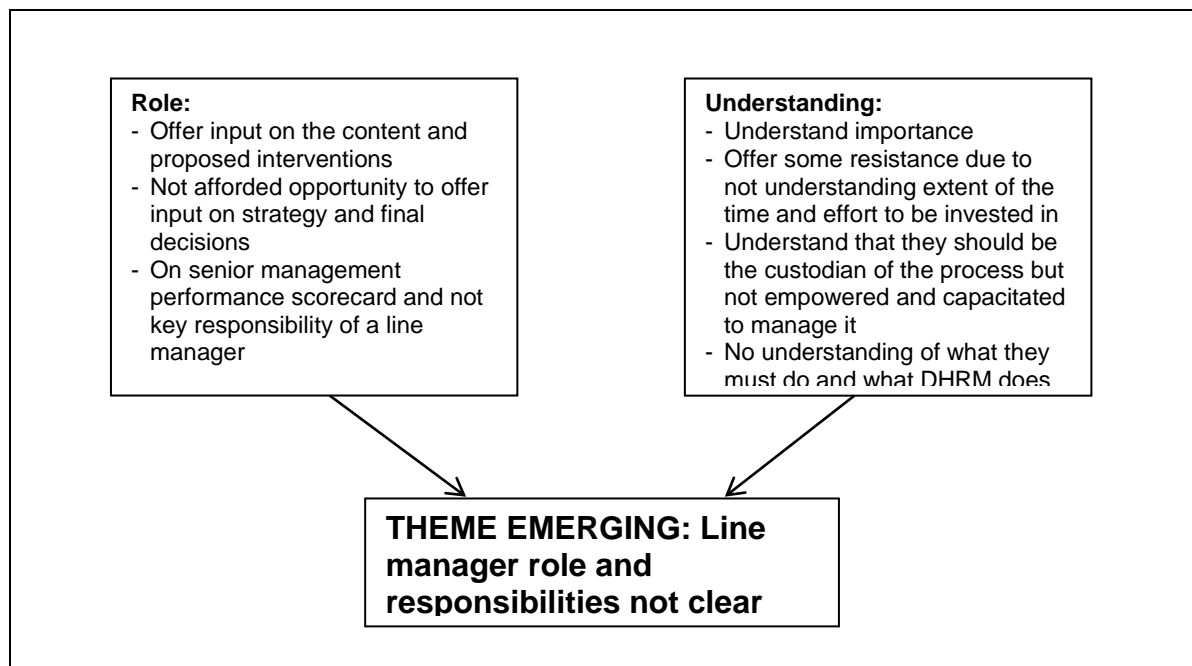 Role:
- Offer input on the content and
proposed interventions
- Not afforded opportunity to offer
input on strategy and final
decisions
- On senior management
performance scorecard and not
key responsibility of a line
manager
Understanding:
- Understand importance
- Offer some resistance due to
not understanding extent of the
time and effort to be invested in
- Understand that they should be
the custodian of the process but
not empowered and capacitated
to manage it
- No understanding of what they
must do and what DHRM does
THEME EMERGING: Line
manager role and
responsibilities not clear